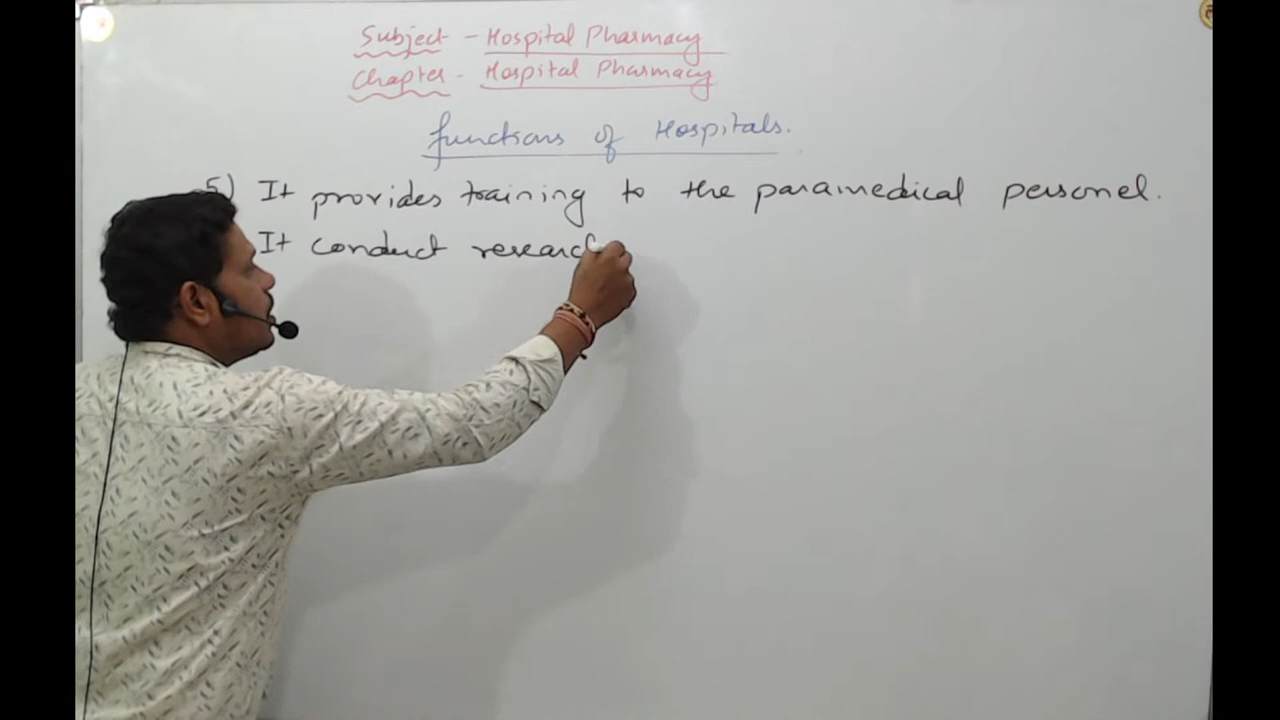 Subject - Hospital Pharmacy
Chapter - Hospital Pharmacy
functions of Hospitals.
5) It provides training to the paramedical personel.
It conduct research